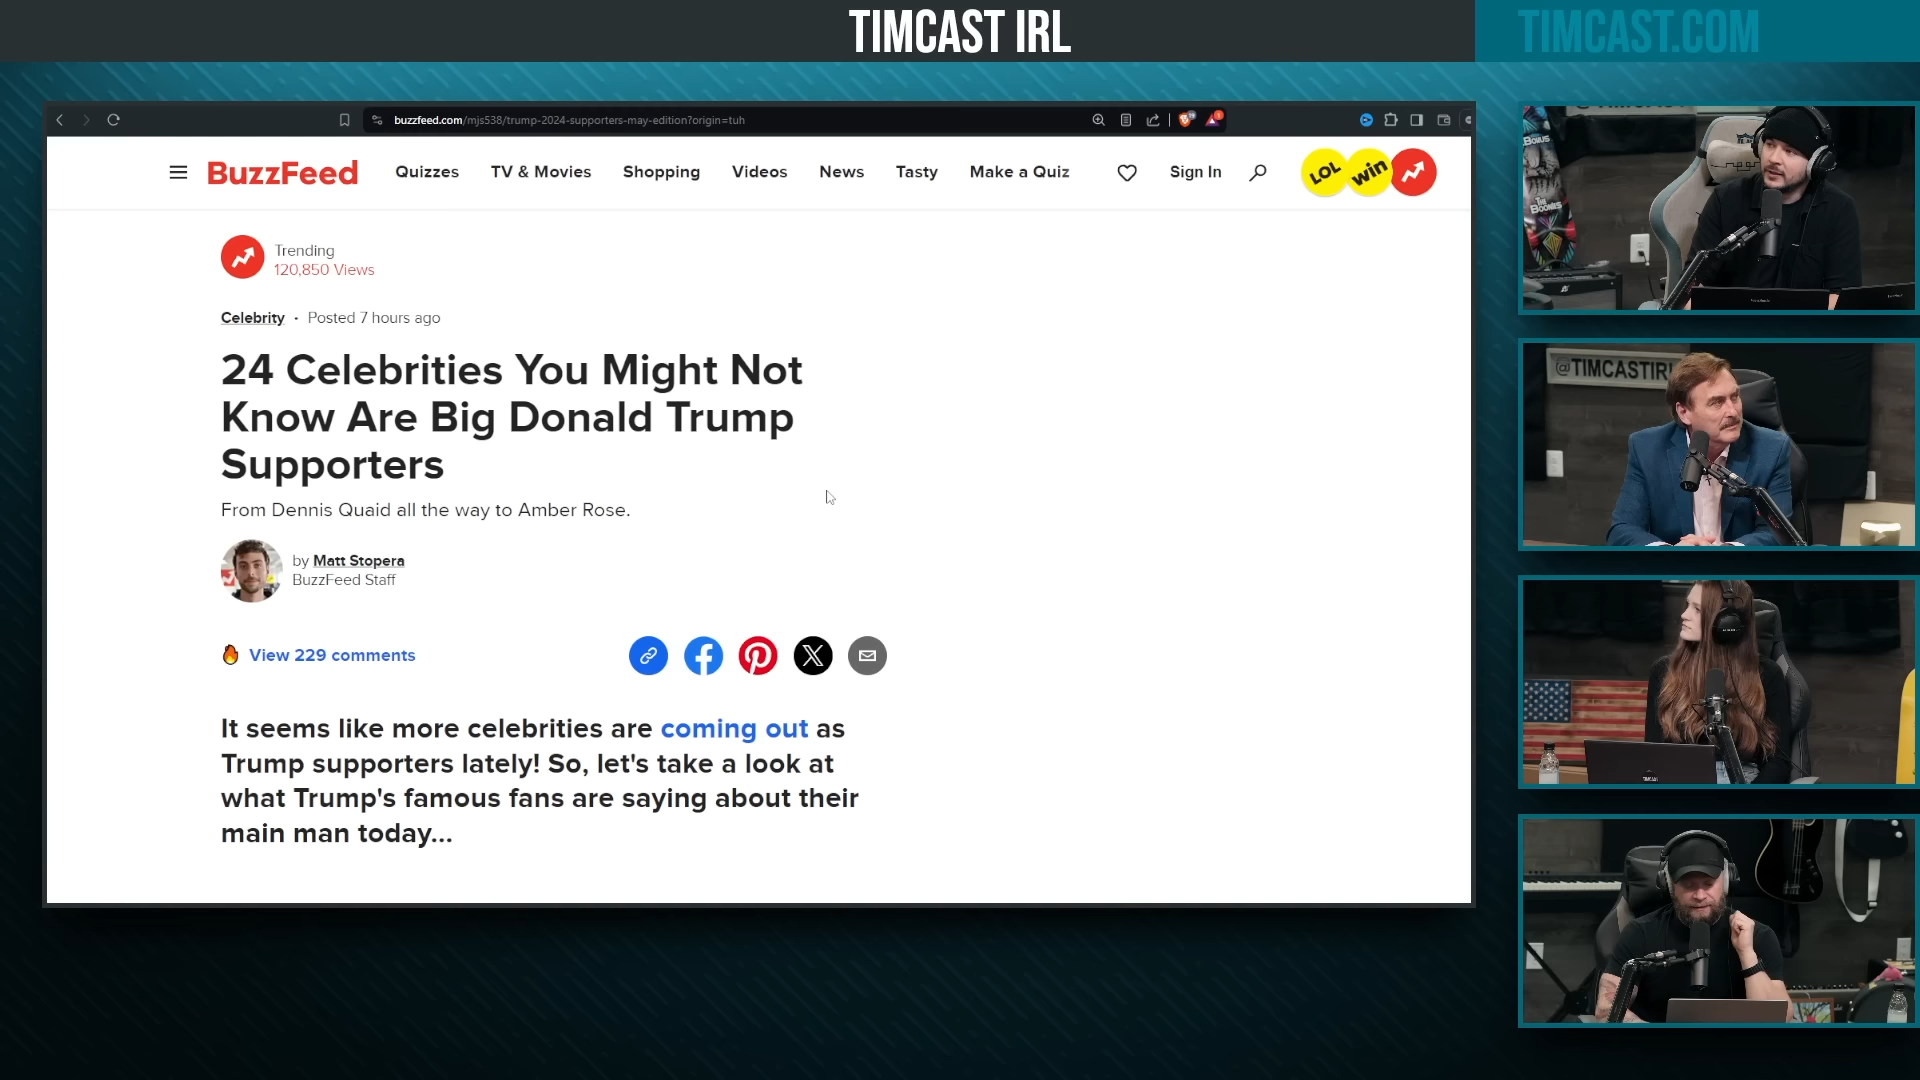 TIMCAST IRL
TIMCAST.COM
buzzfeed.com/mjs538/trump-2024-supporters-may-edition?origin=tuh
BuzzFeed
Quizzes
TV & Movies
Shopping
Videos
News
Tasty
Make a Quiz
Sign In
LOL
win
Trending
120,850 Views
Celebrity · Posted 7 hours ago
24 Celebrities You Might Not
Know Are Big Donald Trump
Supporters
From Dennis Quaid all the way to Amber Rose.
by Matt Stopera
BuzzFeed Staff
View 229 comments
It seems like more celebrities are coming out as
Trump supporters lately! So, let's take a look at
what Trump's famous fans are saying about their
main man today...
THE BOONIES
@TIMCASTIRL